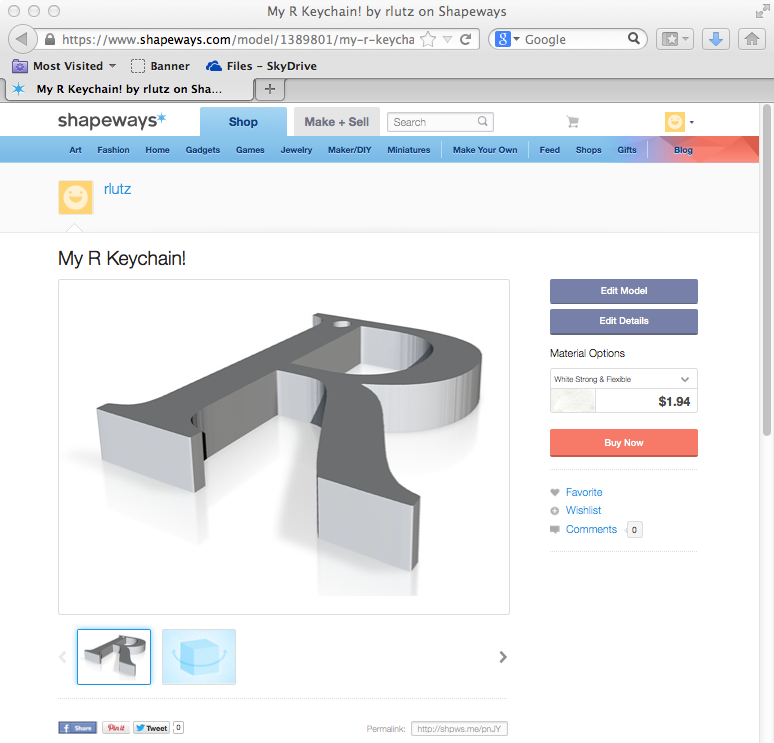 My R Keychain! by rlutz on Shapeways
https://www.shapeways.com/model/1389801/my-r-keycha
Google
Most Visited
Banner
Files – SkyDrive
My R Keychain! by rlutz on Sha...
shapeways
Shop
Make + Sell
Search
Art Fashion Home Gadgets Games Jewelry Maker/DIY Miniatures Make Your Own Feed Shops Gifts Blog
rlutz
My R Keychain!
Edit Model
Edit Details
Material Options
White Strong & Flexible
$1.94
Buy Now
Favorite
Wishlist
Comments 0
Share
Pin it
Tweet
0
Permalink: http://shpws.me/pnJY